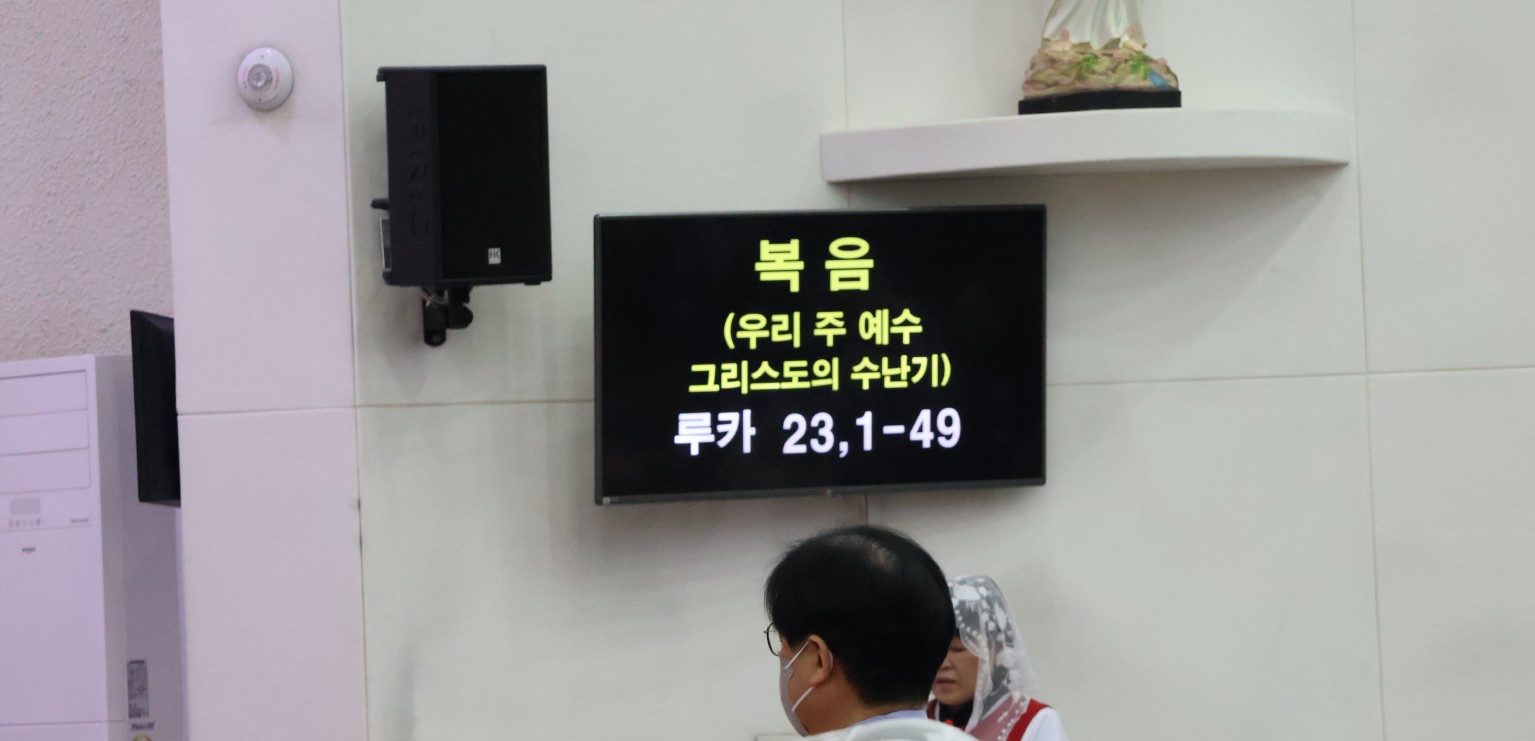 복음
(우리 주 예수
그리스도의 수난기)
루카 23,1-49
HK